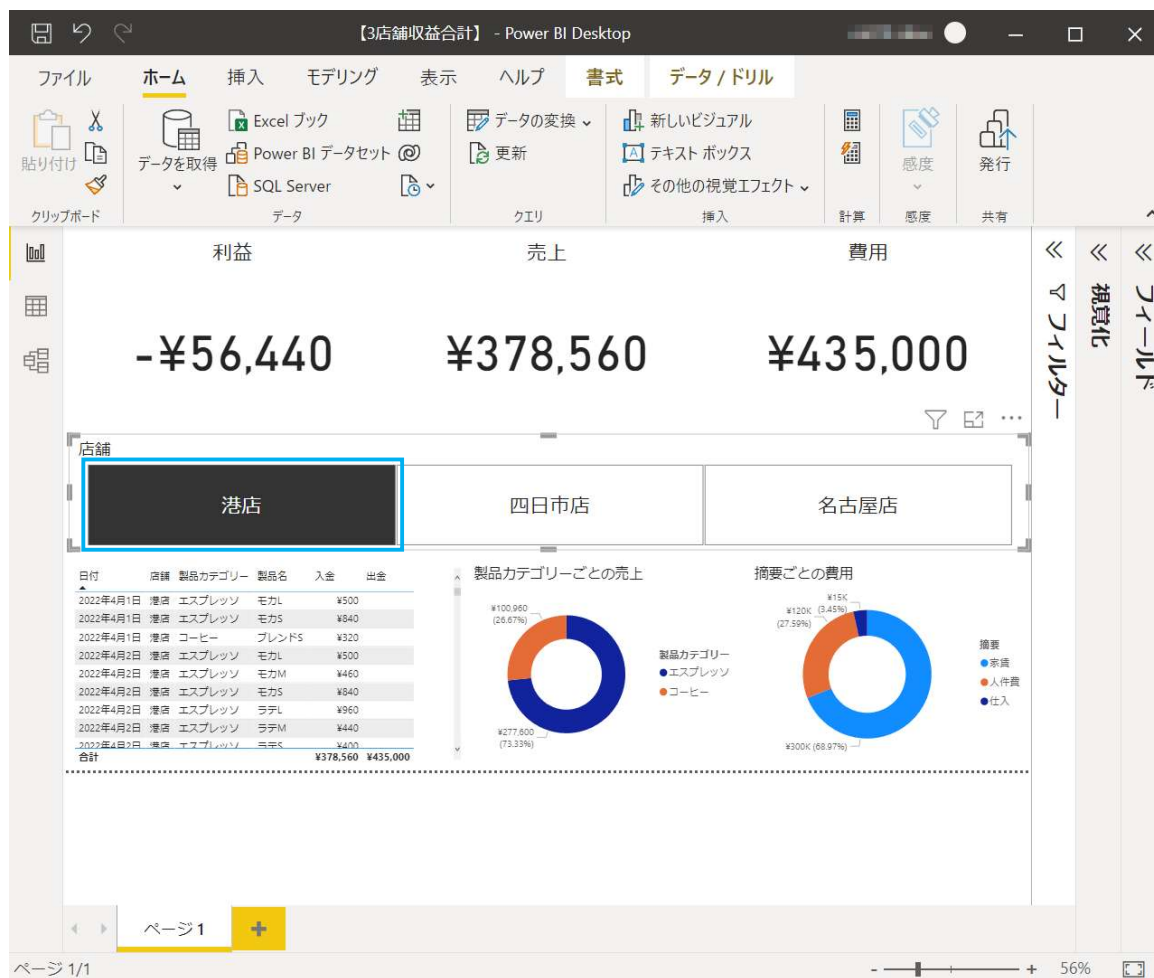 【3店舗収益合計】 - Power BI Desktop
ファイル ホーム 挿入 モデリング 表示 ヘルプ 書式 データ / ドリル
貼り付け
データを取得
Excel ブック
Power BI データセット
SQL Server
データの変換
更新
新しいビジュアル
テキスト ボックス
その他の視覚エフェクト
感度
発行
クリップボード データ クエリ 挿入 計算 感度 共有
利益 売上 費用
-¥56,440 ¥378,560 ¥435,000
フィルター
視覚化
フィールド
店舗
港店 四日市店 名古屋店
日付 店舗 製品カテゴリー 製品名 入金 出金
2022年4月1日 港店 エスプレッソ モカL ¥500
2022年4月1日 港店 エスプレッソ モカS ¥840
2022年4月1日 港店 コーヒー ブレンドS ¥320
2022年4月2日 港店 エスプレッソ モカL ¥500
2022年4月2日 港店 エスプレッソ モカM ¥460
2022年4月2日 港店 エスプレッソ モカS ¥840
2022年4月2日 港店 エスプレッソ ラテL ¥960
2022年4月2日 港店 エスプレッソ ラテM ¥440
2022年4月2日 港店 エスプレッソ ラテS ¥400
合計 ¥378,560 ¥435,000
製品カテゴリーごとの売上
¥100,960
(26.67%)
¥277,600
(73.33%)
製品カテゴリー
エスプレッソ
コーヒー
摘要ごとの費用
¥15K
(3.45%)
¥120K
(27.59%)
¥300K (68.97%)
摘要
家賃
人件費
仕入
ページ 1
ページ 1/1
- + 56%